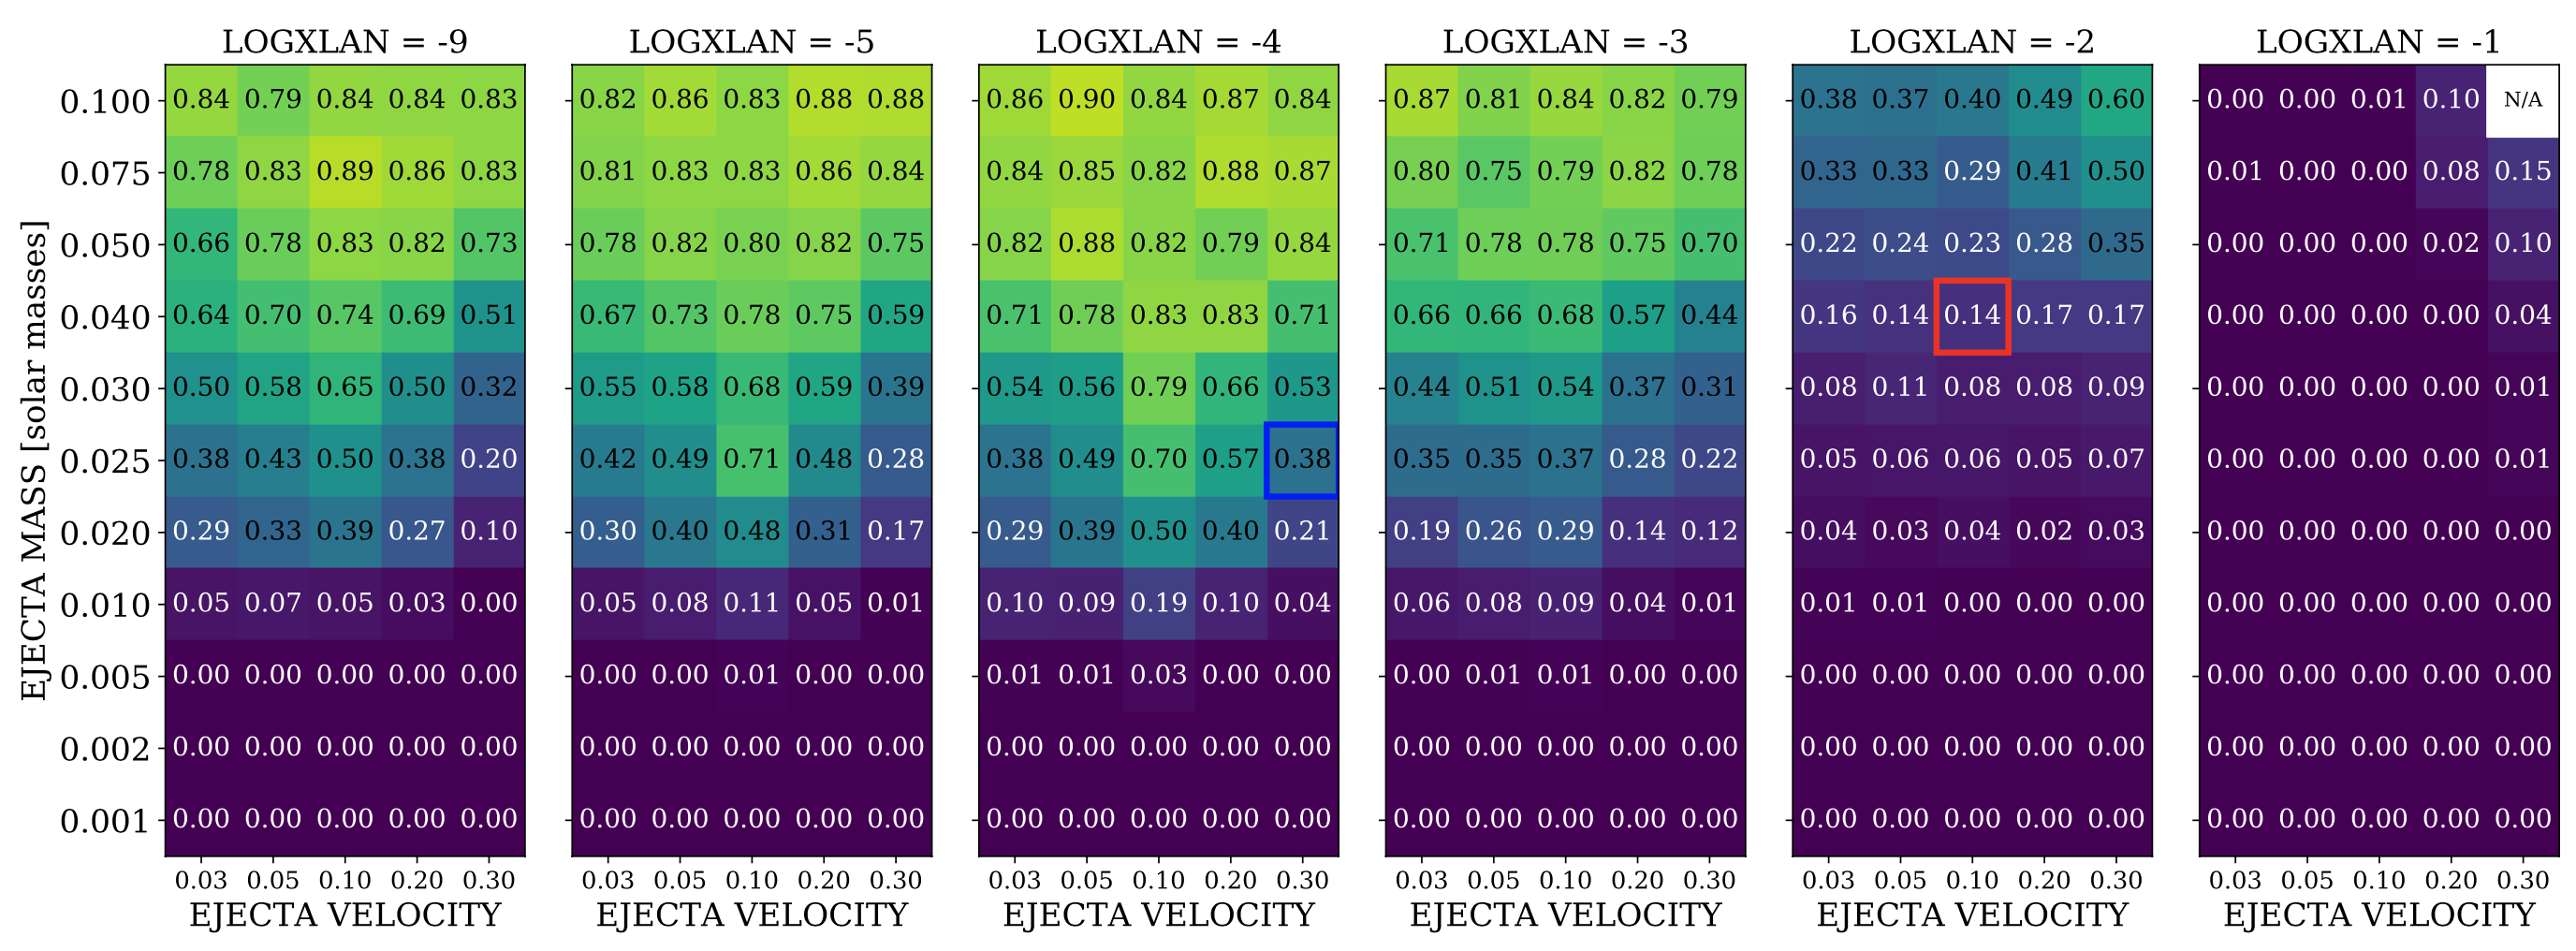 LOGXLAN = -9 LOGXLAN = -5 LOGXLAN = -4 LOGXLAN = -3 LOGXLAN = -2 LOGXLAN = -1
EJECTA MASS [solar masses]
0.100 0.84 0.79 0.84 0.84 0.83 0.82 0.86 0.83 0.88 0.88 0.86 0.90 0.84 0.87 0.84 0.87 0.81 0.84 0.82 0.79 0.38 0.37 0.40 0.49 0.60 0.00 0.00 0.01 0.10 N/A
0.075 0.78 0.83 0.89 0.86 0.83 0.81 0.83 0.83 0.86 0.84 0.84 0.85 0.82 0.88 0.87 0.80 0.75 0.79 0.82 0.78 0.33 0.33 0.29 0.41 0.50 0.01 0.00 0.00 0.08 0.15
0.050 0.66 0.78 0.83 0.82 0.73 0.78 0.82 0.80 0.82 0.75 0.82 0.88 0.82 0.79 0.84 0.71 0.78 0.78 0.75 0.70 0.22 0.24 0.23 0.28 0.35 0.00 0.00 0.00 0.02 0.10
0.040 0.64 0.70 0.74 0.69 0.51 0.67 0.73 0.78 0.75 0.59 0.71 0.78 0.83 0.83 0.71 0.66 0.66 0.68 0.57 0.44 0.16 0.14 0.14 0.17 0.17 0.00 0.00 0.00 0.00 0.04
0.030 0.50 0.58 0.65 0.50 0.32 0.55 0.58 0.68 0.59 0.39 0.54 0.56 0.79 0.66 0.53 0.44 0.51 0.54 0.37 0.31 0.08 0.11 0.08 0.08 0.09 0.00 0.00 0.00 0.00 0.01
0.025 0.38 0.43 0.50 0.38 0.20 0.42 0.49 0.71 0.48 0.28 0.38 0.49 0.70 0.57 0.38 0.35 0.35 0.37 0.28 0.22 0.05 0.06 0.06 0.05 0.07 0.00 0.00 0.00 0.00 0.01
0.020 0.29 0.33 0.39 0.27 0.10 0.30 0.40 0.48 0.31 0.17 0.29 0.39 0.50 0.40 0.21 0.19 0.26 0.29 0.14 0.12 0.04 0.03 0.04 0.02 0.03 0.00 0.00 0.00 0.00 0.00
0.010 0.05 0.07 0.05 0.03 0.00 0.05 0.08 0.11 0.05 0.01 0.10 0.09 0.19 0.10 0.04 0.06 0.08 0.09 0.04 0.01 0.01 0.01 0.00 0.00 0.00 0.00 0.00 0.00 0.00 0.00
0.005 0.00 0.00 0.00 0.00 0.00 0.00 0.00 0.01 0.00 0.00 0.01 0.01 0.03 0.00 0.00 0.00 0.01 0.01 0.00 0.00 0.00 0.00 0.00 0.00 0.00 0.00 0.00 0.00 0.00 0.00
0.002 0.00 0.00 0.00 0.00 0.00 0.00 0.00 0.00 0.00 0.00 0.00 0.00 0.00 0.00 0.00 0.00 0.00 0.00 0.00 0.00 0.00 0.00 0.00 0.00 0.00 0.00 0.00 0.00 0.00 0.00
0.001 0.00 0.00 0.00 0.00 0.00 0.00 0.00 0.00 0.00 0.00 0.00 0.00 0.00 0.00 0.00 0.00 0.00 0.00 0.00 0.00 0.00 0.00 0.00 0.00 0.00 0.00 0.00 0.00 0.00 0.00
0.03 0.05 0.10 0.20 0.30 0.03 0.05 0.10 0.20 0.30 0.03 0.05 0.10 0.20 0.30 0.03 0.05 0.10 0.20 0.30 0.03 0.05 0.10 0.20 0.30 0.03 0.05 0.10 0.20 0.30
EJECTA VELOCITY EJECTA VELOCITY EJECTA VELOCITY EJECTA VELOCITY EJECTA VELOCITY EJECTA VELOCITY